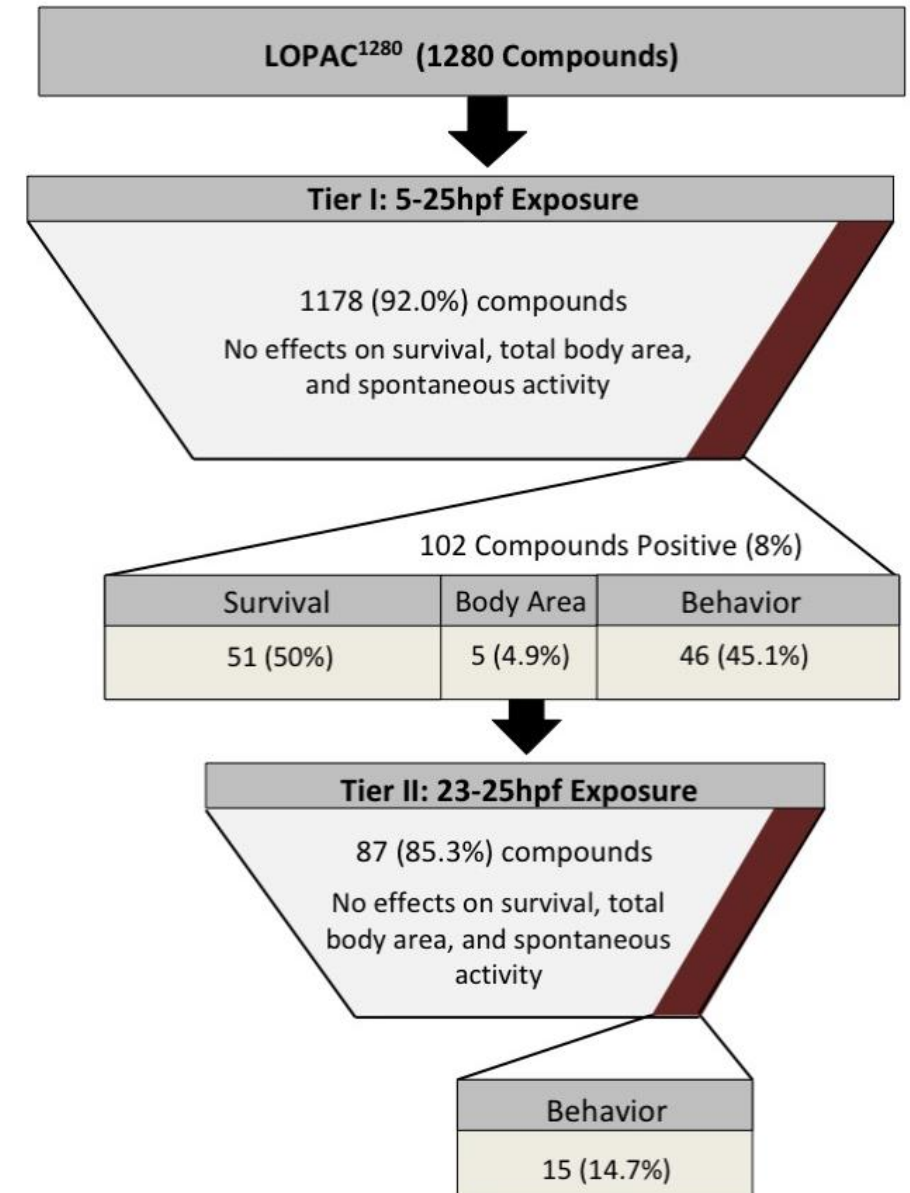 LOPAC¹²⁸⁰ (1280 Compounds)
Tier I: 5-25hpf Exposure
1178 (92.0%) compounds
No effects on survival, total body area,
and spontaneous activity
102 Compounds Positive (8%)
Survival Body Area Behavior
51 (50%) 5 (4.9%) 46 (45.1%)
Tier II: 23-25hpf Exposure
87 (85.3%) compounds
No effects on survival, total
body area, and spontaneous
activity
Behavior
15 (14.7%)